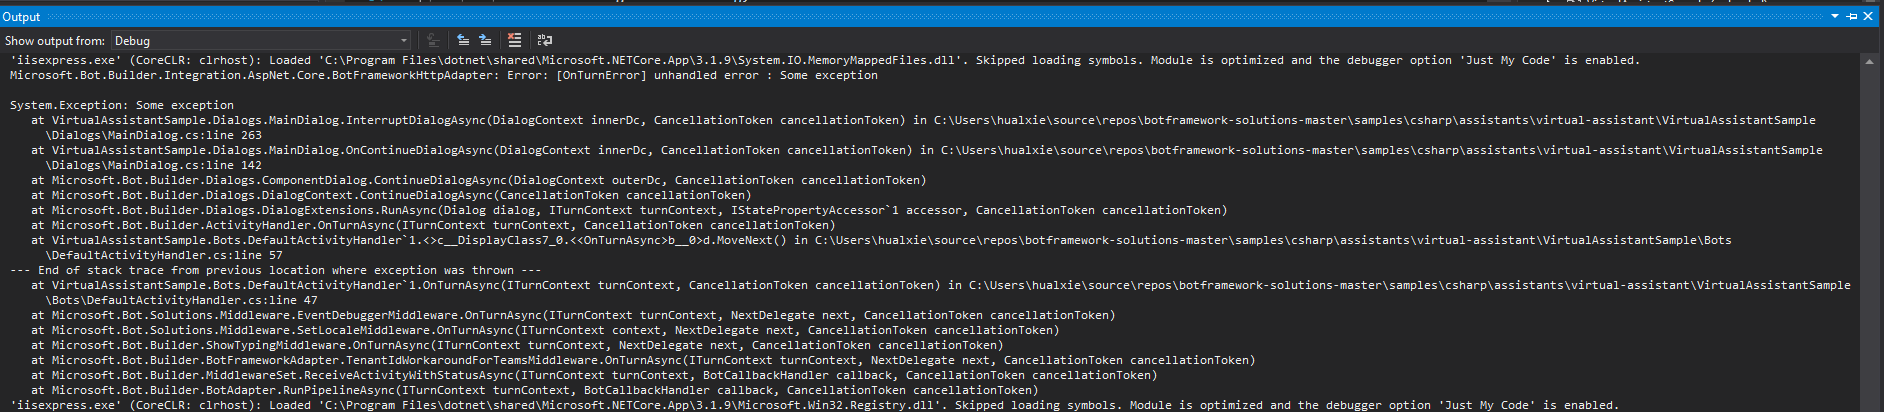 Output
Show output from: Debug
'iisexpress.exe' (CoreCLR: clrhost): Loaded 'C:\Program Files\dotnet\shared\Microsoft.NETCore.App\3.1.9\System.IO.MemoryMappedFiles.dll'. Skipped loading symbols. Module is optimized and the debugger option 'Just My Code' is enabled.
Microsoft.Bot.Builder.Integration.AspNet.Core.BotFrameworkHttpAdapter: Error: [OnTurnError] unhandled error : Some exception
System.Exception: Some exception
at VirtualAssistantSample.Dialogs.MainDialog.InterruptDialogAsync(DialogContext innerDc, CancellationToken cancellationToken) in C:\Users\hualxie\source\repos\botframework-solutions-master\samples\csharp\assistants\virtual-assistant\VirtualAssistantSample
\Dialogs\MainDialog.cs:line 263
at VirtualAssistantSample.Dialogs.MainDialog.OnContinueDialogAsync(DialogContext innerDc, CancellationToken cancellationToken) in C:\Users\hualxie\source\repos\botframework-solutions-master\samples\csharp\assistants\virtual-assistant\VirtualAssistantSample
\Dialogs\MainDialog.cs:line 142
at Microsoft.Bot.Builder.Dialogs.ComponentDialog.ContinueDialogAsync(DialogContext outerDc, CancellationToken cancellationToken)
at Microsoft.Bot.Builder.Dialogs.DialogContext.ContinueDialogAsync(CancellationToken cancellationToken)
at Microsoft.Bot.Builder.Dialogs.DialogExtensions.RunAsync(Dialog dialog, ITurnContext turnContext, IStatePropertyAccessor`1 accessor, CancellationToken cancellationToken)
at Microsoft.Bot.Builder.ActivityHandler.OnTurnAsync(ITurnContext turnContext, CancellationToken cancellationToken)
at VirtualAssistantSample.Bots.DefaultActivityHandler`1.<>c__DisplayClass7_0.<<OnTurnAsync>b__0>d.MoveNext() in C:\Users\hualxie\source\repos\botframework-solutions-master\samples\csharp\assistants\virtual-assistant\VirtualAssistantSample\Bots
\DefaultActivityHandler.cs:line 57
--- End of stack trace from previous location where exception was thrown ---
at VirtualAssistantSample.Bots.DefaultActivityHandler`1.OnTurnAsync(ITurnContext turnContext, CancellationToken cancellationToken) in C:\Users\hualxie\source\repos\botframework-solutions-master\samples\csharp\assistants\virtual-assistant\VirtualAssistantSample
\Bots\DefaultActivityHandler.cs:line 47
at Microsoft.Bot.Solutions.Middleware.EventDebuggerMiddleware.OnTurnAsync(ITurnContext turnContext, NextDelegate next, CancellationToken cancellationToken)
at Microsoft.Bot.Solutions.Middleware.SetLocaleMiddleware.OnTurnAsync(ITurnContext context, NextDelegate next, CancellationToken cancellationToken)
at Microsoft.Bot.Builder.ShowTypingMiddleware.OnTurnAsync(ITurnContext turnContext, NextDelegate next, CancellationToken cancellationToken)
at Microsoft.Bot.Builder.BotFrameworkAdapter.TenantIdWorkaroundForTeamsMiddleware.OnTurnAsync(ITurnContext turnContext, NextDelegate next, CancellationToken cancellationToken)
at Microsoft.Bot.Builder.MiddlewareSet.ReceiveActivityWithStatusAsync(ITurnContext turnContext, BotCallbackHandler callback, CancellationToken cancellationToken)
at Microsoft.Bot.Builder.BotAdapter.RunPipelineAsync(ITurnContext turnContext, BotCallbackHandler callback, CancellationToken cancellationToken)
'iisexpress.exe' (CoreCLR: clrhost): Loaded 'C:\Program Files\dotnet\shared\Microsoft.NETCore.App\3.1.9\Microsoft.Win32.Registry.dll'. Skipped loading symbols. Module is optimized and the debugger option 'Just My Code' is enabled.